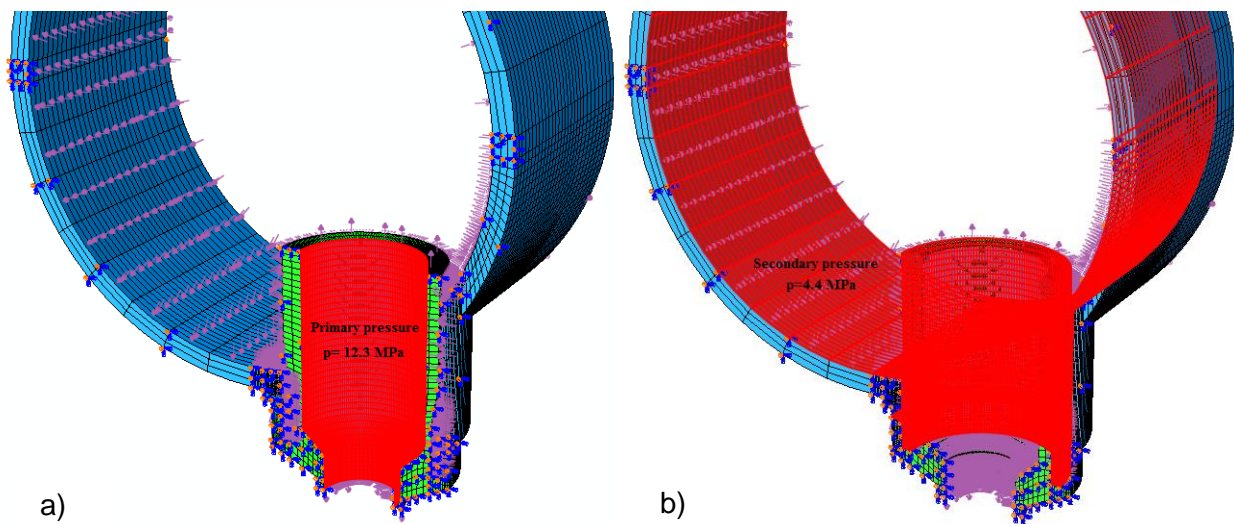 Primary pressure
p= 12.3 MPa
a)
Secondary pressure
p=4.4 MPa
b)